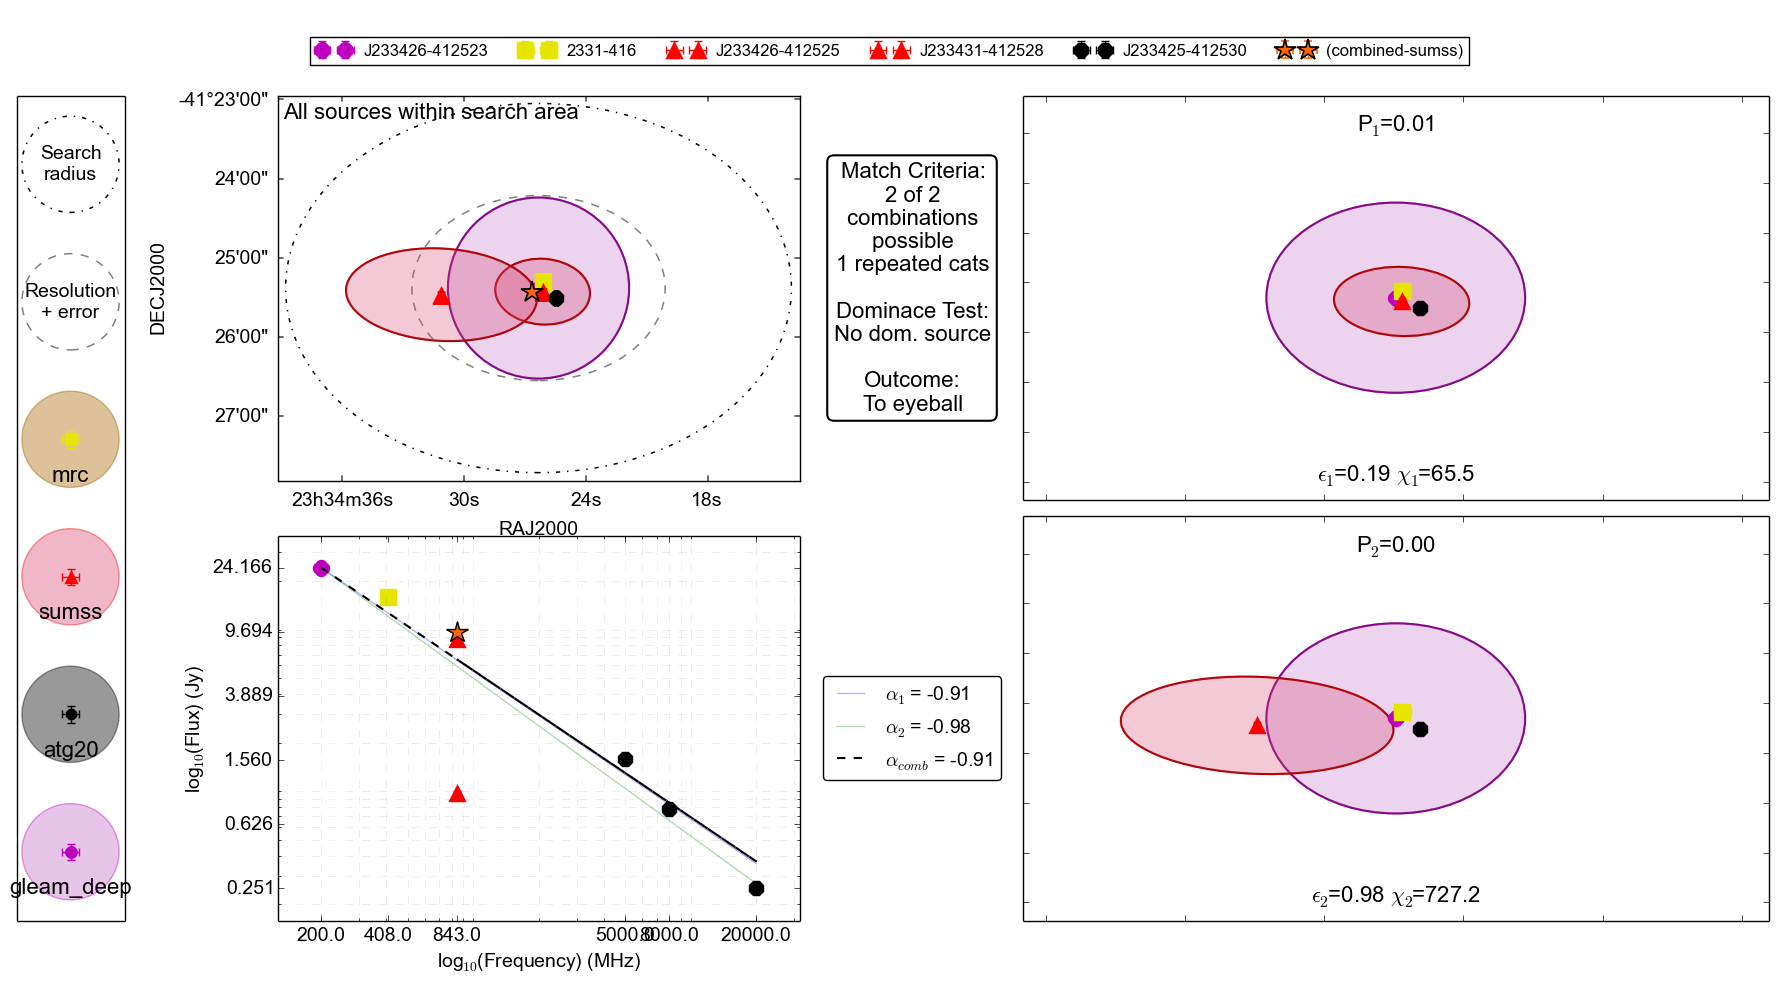 J233426-412523 2331-416 J233426-412525 J233431-412528 J233425-412530 (combined-sumss)
Search
radius
Resolution
+ error
mrc
sumss
atg20
gleam_deep
All sources within search area
-41°23'00"
24'00"
25'00"
26'00"
27'00"
DECJ2000
23h34m36s 30s 24s 18s
RAJ2000
Match Criteria:
2 of 2
combinations
possible
1 repeated cats
Dominace Test:
No dom. source
Outcome:
To eyeball
P₁=0.01
ϵ₁=0.19 χ₁=65.5
24.166
9.694
3.889
1.560
0.626
0.251
log₁₀(Flux) (Jy)
200.0 408.0 843.0 5000.0 8000.0 20000.0
log₁₀(Frequency) (MHz)
α₁ = -0.91
α₂ = -0.98
α_comb = -0.91
P₂=0.00
ϵ₂=0.98 χ₂=727.2